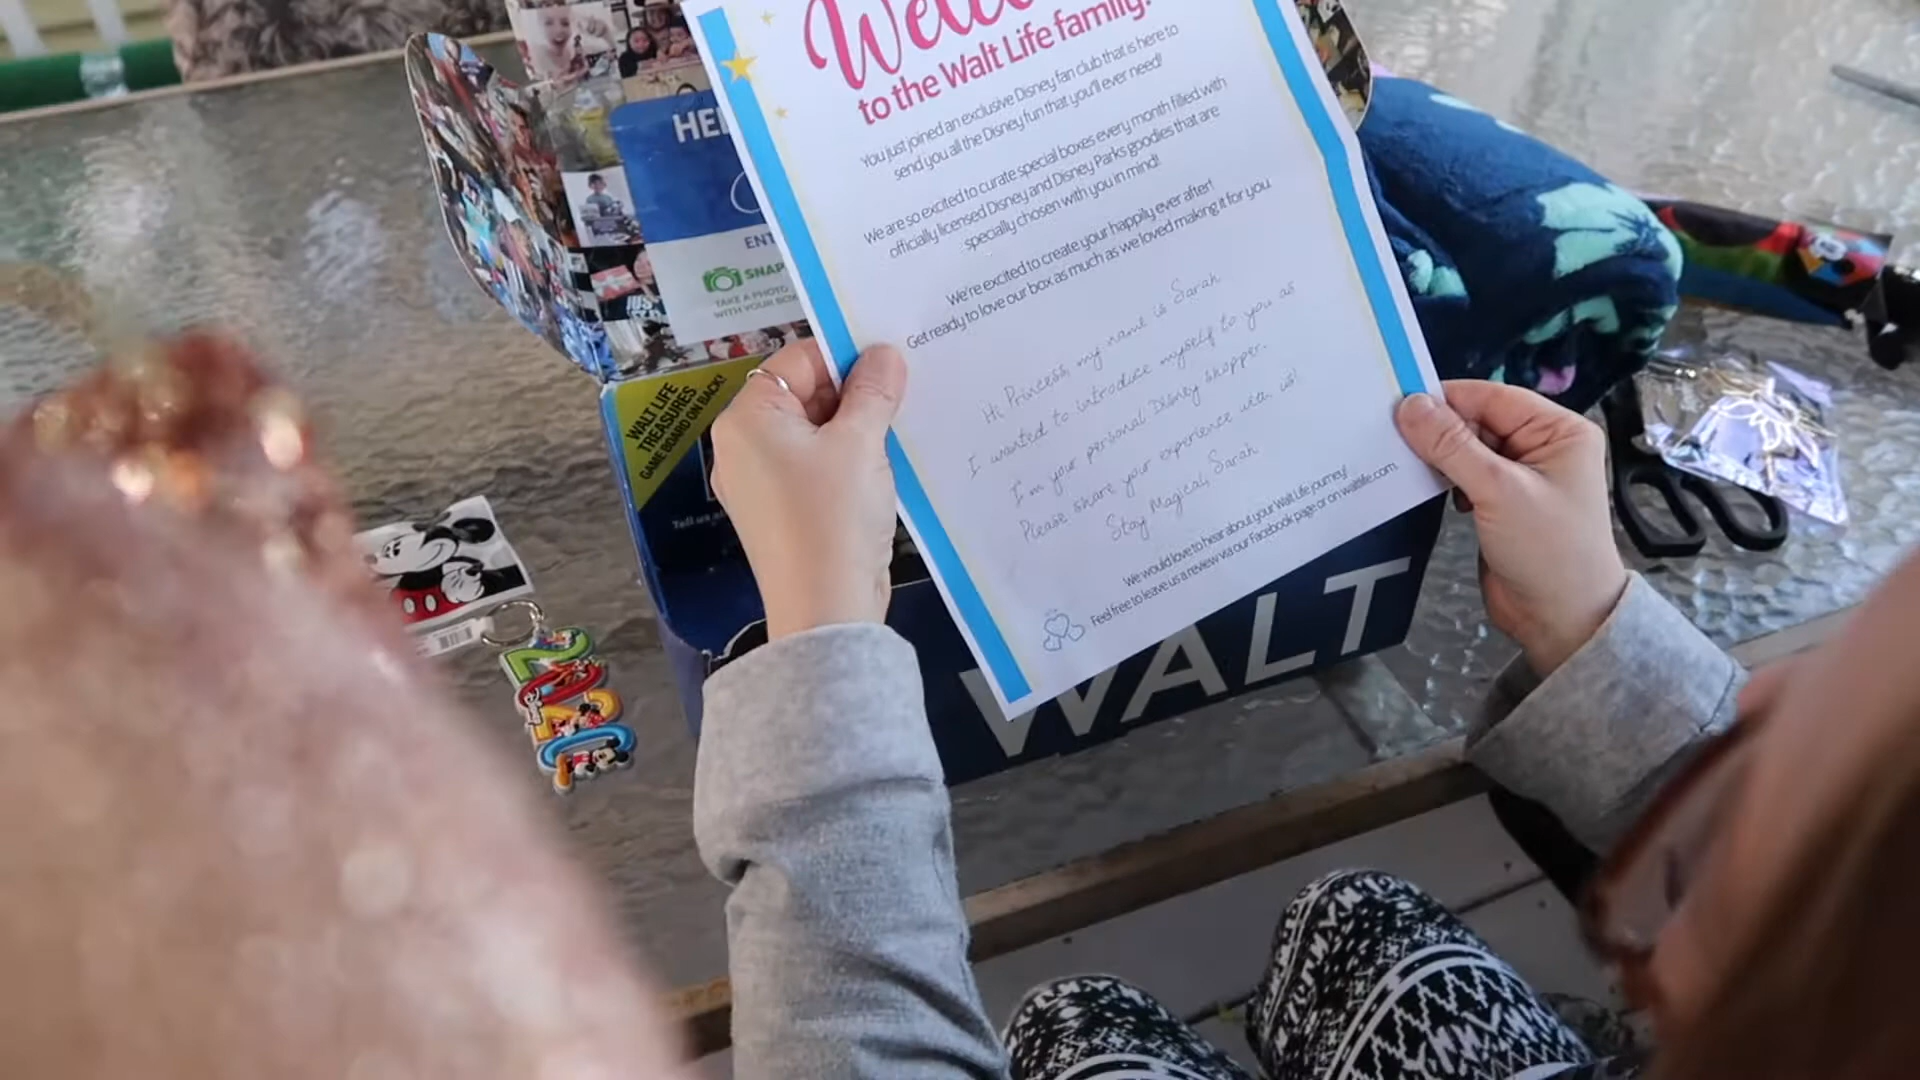 Welco
to the Walt Life family!
You just joined an exclusive Disney fan club that is here to
send you all the Disney fun that you'll ever need!
We are so excited to curate special boxes every month filled with
officially licensed Disney and Disney Parks goodies that are
specially chosen with you in mind!
We're excited to create your happily ever after!
Get ready to love our box as much as we loved making it for you.
Hi Princess my name is Sarah
I wanted to introduce myself to you as
I'm your personal Disney shopper.
Please share your experience with us!
Stay Magical, Sarah
We would love to hear about your Walt Life journey!
Feel free to leave us a review via our Facebook page or on waltlife.com.
HE
ENT
SNAP
TAKE A PHOTO
WITH YOUR BOX
WALT LIFE
TREASURES
GAME BOARD ON BACK!
Tell us a
WALT
2020